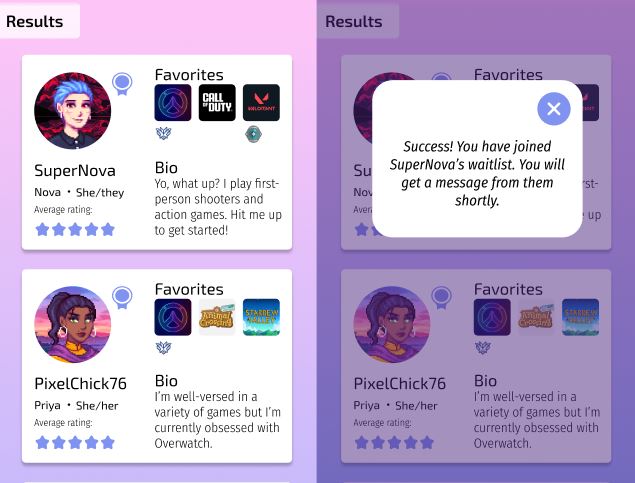 Results
Favorites
CALL OF DUTY
VALORANT
SuperNova
Nova • She/they
Average rating:
Bio
Yo, what up? I play first-
person shooters and
action games. Hit me up
to get started!
Favorites
Animal Crossing
STARDEW VALLEY
PixelChick76
Priya • She/her
Average rating:
Bio
I'm well-versed in a
variety of games but I'm
currently obsessed with
Overwatch.
Results
Favorites
Success! You have joined
SuperNova's waitlist. You will
get a message from them
shortly.
Favorites
Animal Crossing
STARDEW VALLEY
PixelChick76
Priya • She/her
Average rating:
Bio
I'm well-versed in a
variety of games but I'm
currently obsessed with
Overwatch.